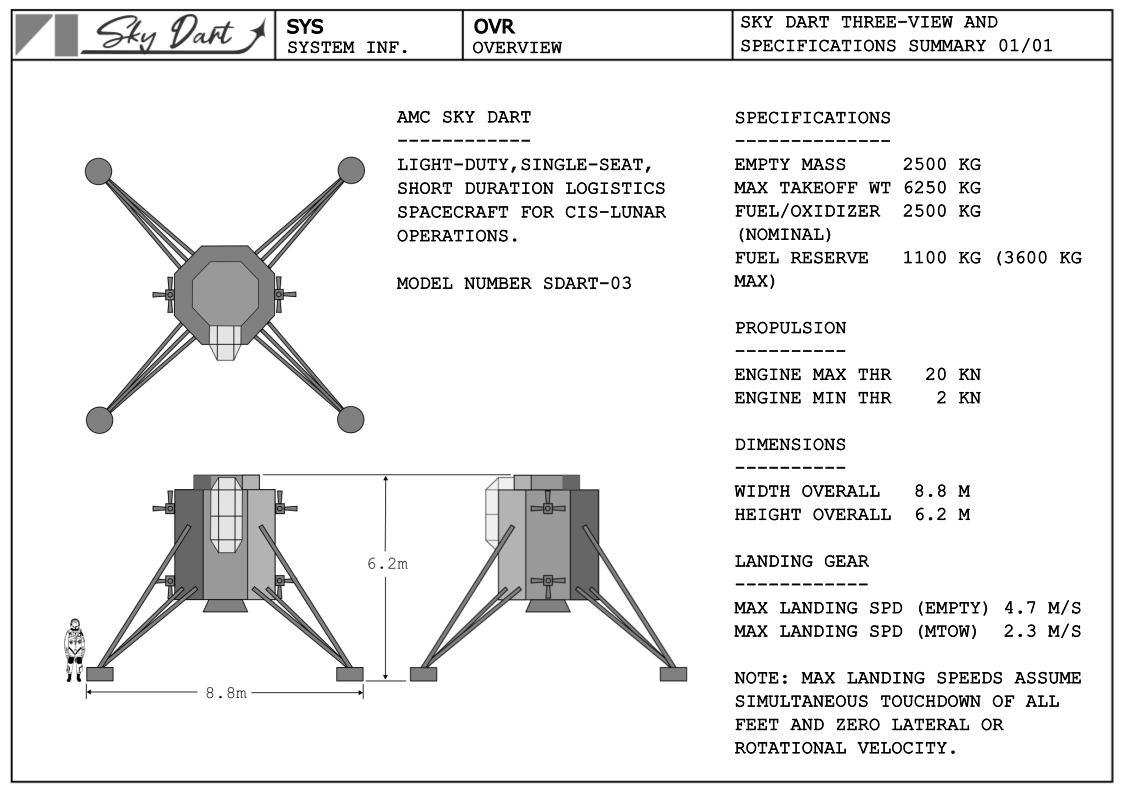 Sky Dart
SYS
SYSTEM INF.
OVR
OVERVIEW
SKY DART THREE-VIEW AND
SPECIFICATIONS SUMMARY 01/01
AMC SKY DART
------------
LIGHT-DUTY,SINGLE-SEAT,
SHORT DURATION LOGISTICS
SPACECRAFT FOR CIS-LUNAR
OPERATIONS.
MODEL NUMBER SDART-03
SPECIFICATIONS
--------------
EMPTY MASS 2500 KG
MAX TAKEOFF WT 6250 KG
FUEL/OXIDIZER 2500 KG
(NOMINAL)
FUEL RESERVE 1100 KG (3600 KG
MAX)
PROPULSION
----------
ENGINE MAX THR 20 KN
ENGINE MIN THR 2 KN
DIMENSIONS
----------
WIDTH OVERALL 8.8 M
HEIGHT OVERALL 6.2 M
LANDING GEAR
------------
MAX LANDING SPD (EMPTY) 4.7 M/S
MAX LANDING SPD (MTOW) 2.3 M/S
NOTE: MAX LANDING SPEEDS ASSUME
SIMULTANEOUS TOUCHDOWN OF ALL
FEET AND ZERO LATERAL OR
ROTATIONAL VELOCITY.
6.2m
8.8m